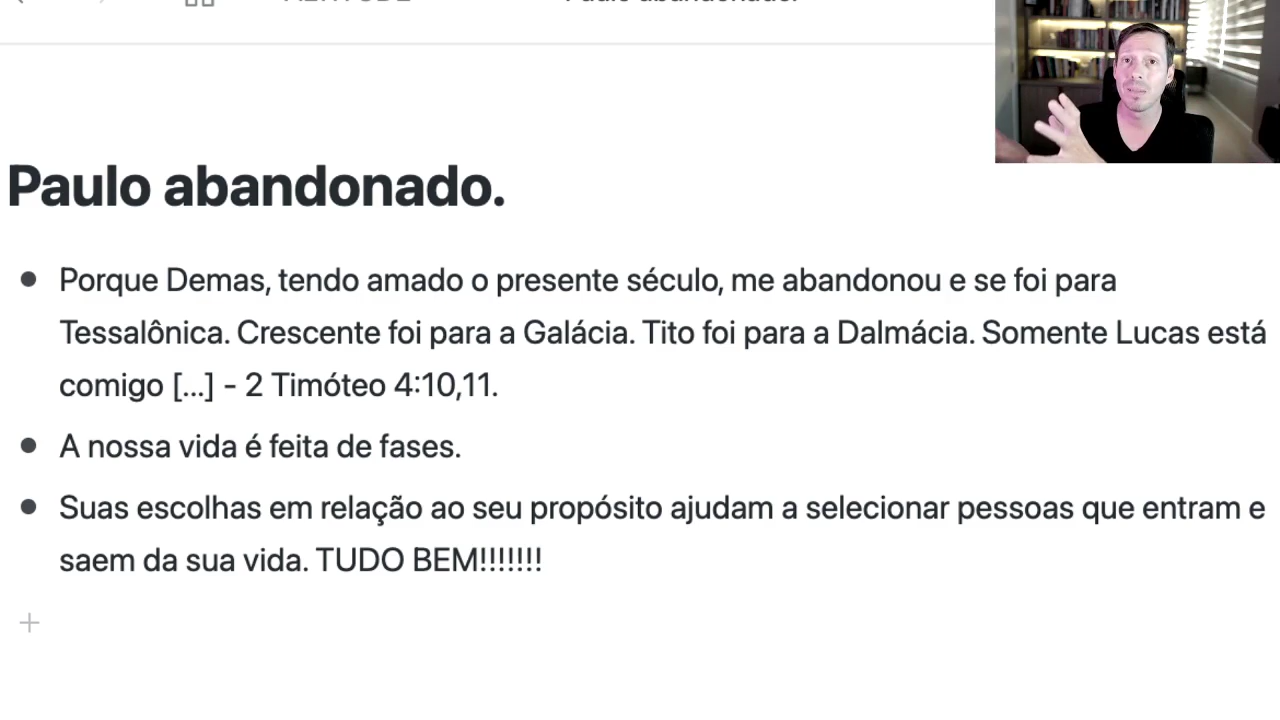 Paulo abandonado.
Paulo abandonado.
Porque Demas, tendo amado o presente século, me abandonou e se foi para
Tessalônica. Crescente foi para a Galácia. Tito foi para a Dalmácia. Somente Lucas está
comigo [...] - 2 Timóteo 4:10,11.
A nossa vida é feita de fases.
Suas escolhas em relação ao seu propósito ajudam a selecionar pessoas que entram e
saem da sua vida. TUDO BEM!!!!!!!